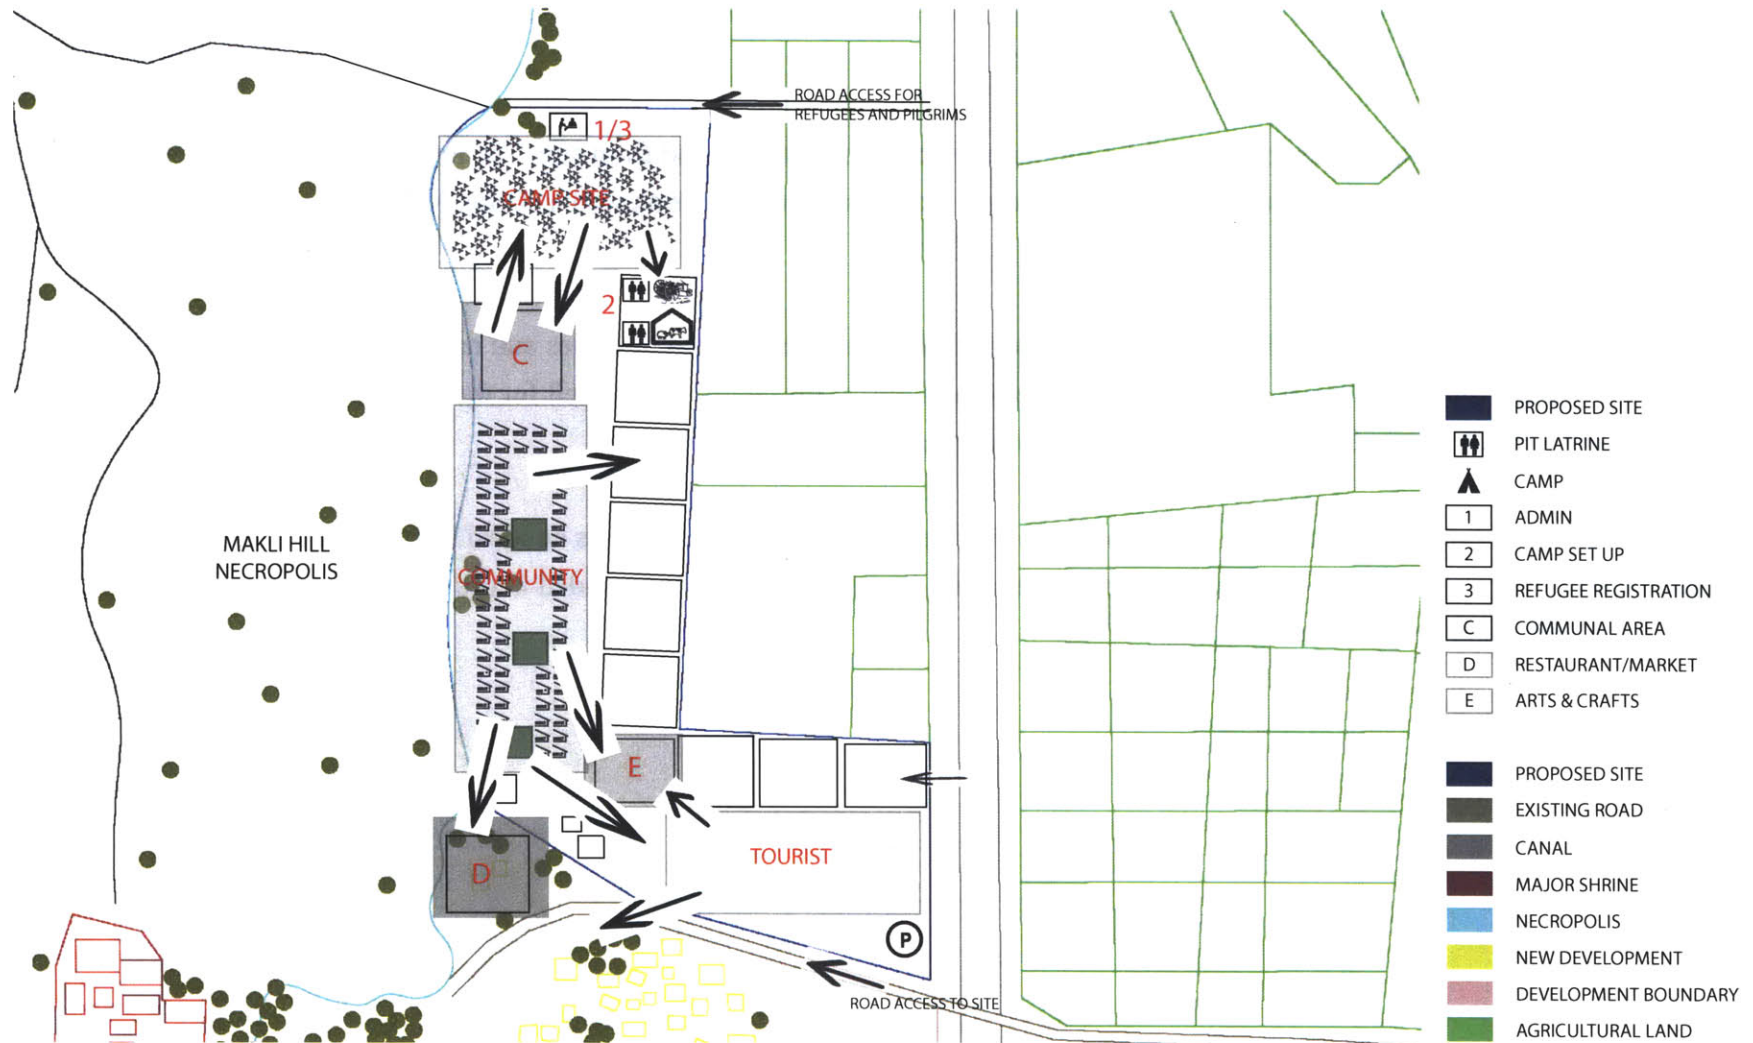 ROAD ACCESS FOR
REFUGEES AND PILGRIMS
1/3
CAMP SITE
2
C
MAKLI HILL
NECROPOLIS
COMMUNITY
E
D
TOURIST
P
ROAD ACCESS TO SITE
PROPOSED SITE
PIT LATRINE
CAMP
1 ADMIN
2 CAMP SET UP
3 REFUGEE REGISTRATION
C COMMUNAL AREA
D RESTAURANT/MARKET
E ARTS & CRAFTS
PROPOSED SITE
EXISTING ROAD
CANAL
MAJOR SHRINE
NECROPOLIS
NEW DEVELOPMENT
DEVELOPMENT BOUNDARY
AGRICULTURAL LAND